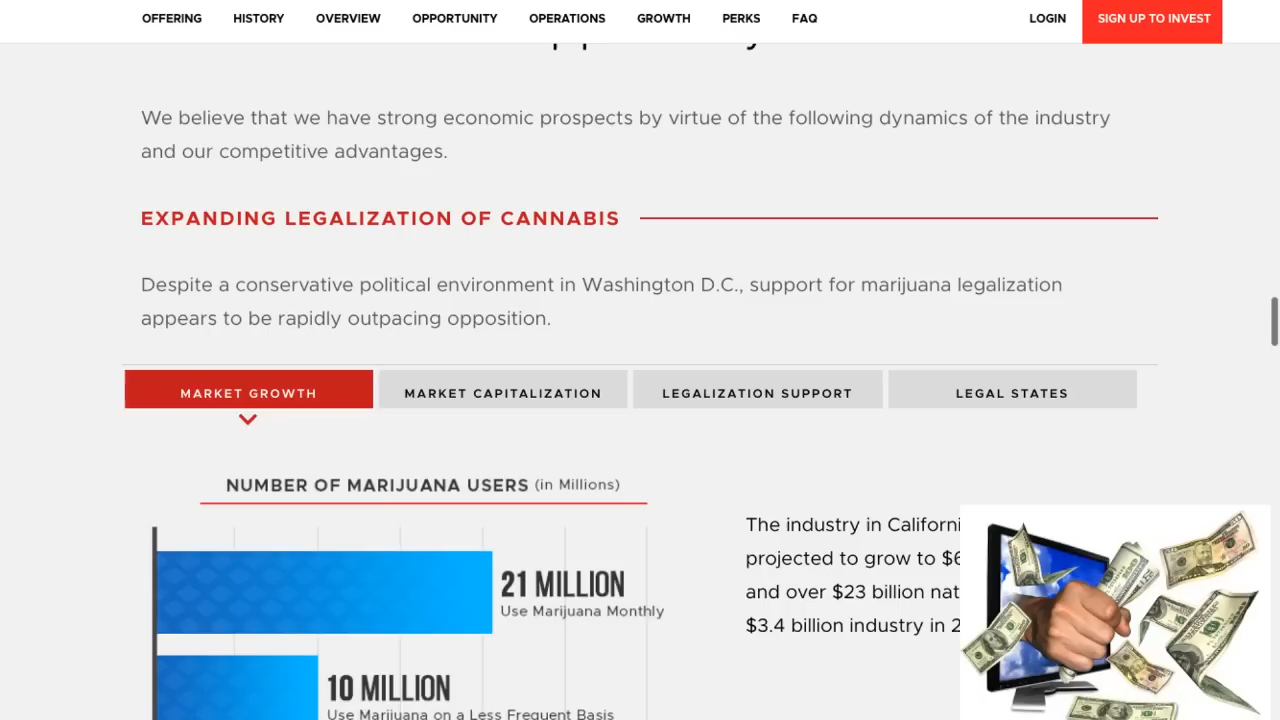 OFFERING HISTORY OVERVIEW OPPORTUNITY OPERATIONS GROWTH PERKS FAQ LOGIN SIGN UP TO INVEST
We believe that we have strong economic prospects by virtue of the following dynamics of the industry
and our competitive advantages.
EXPANDING LEGALIZATION OF CANNABIS
Despite a conservative political environment in Washington D.C., support for marijuana legalization
appears to be rapidly outpacing opposition.
MARKET GROWTH MARKET CAPITALIZATION LEGALIZATION SUPPORT LEGAL STATES
NUMBER OF MARIJUANA USERS (in Millions)
The industry in Californi
projected to grow to $6
and over $23 billion nat
$3.4 billion industry in 2
21 MILLION
Use Marijuana Monthly
10 MILLION
Use Marijuana on a Less Frequent Basis